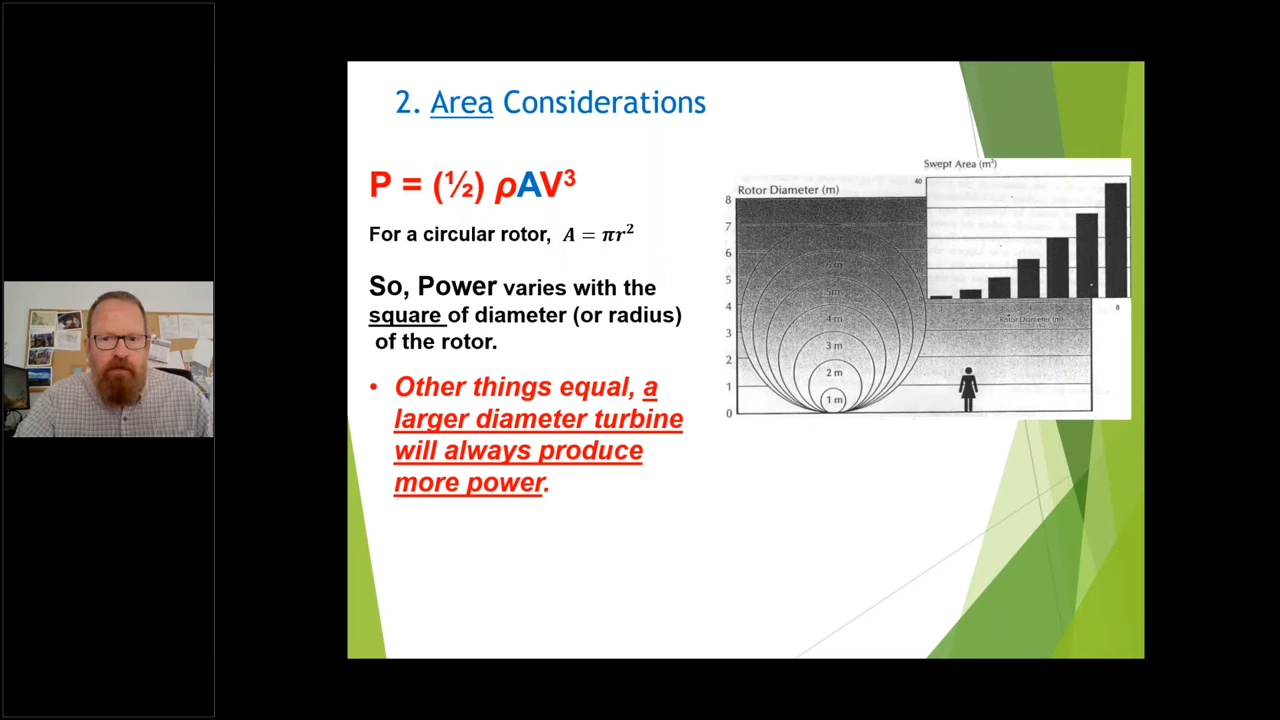 2. Area Considerations
P = (½) ρAV³
For a circular rotor, A = πr²
So, Power varies with the
square of diameter (or radius)
of the rotor.
• Other things equal, a
larger diameter turbine
will always produce
more power.
Swept Area (m²)
40
Rotor Diameter (m)
8
7
6
5
4
3
2
1
0
5m
4 m
3 m
2 m
1 m
Rotor Diameter (m)
8